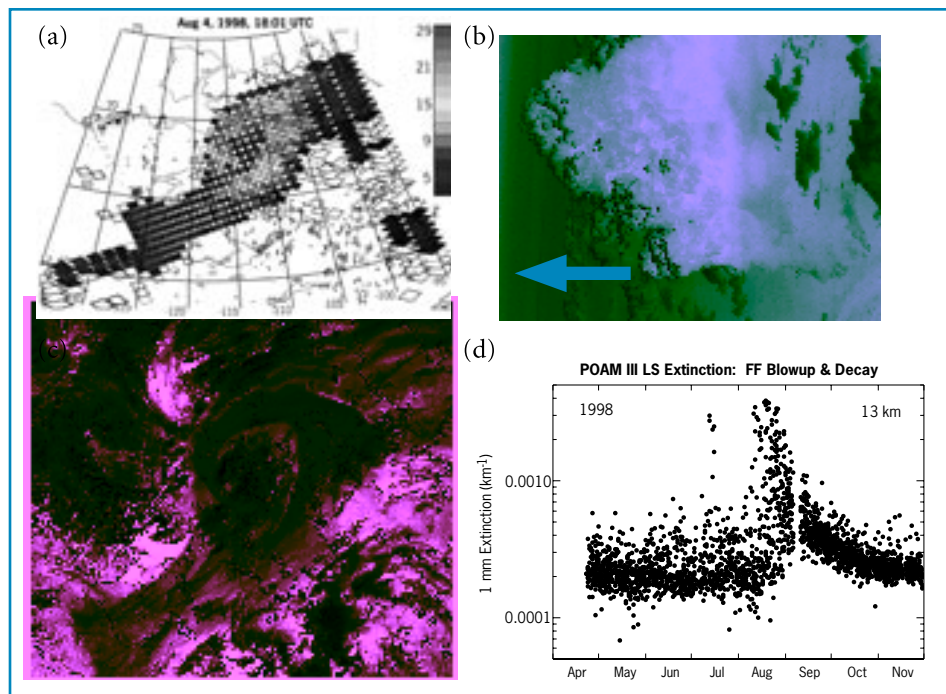 (a)
Aug 4, 1998, 18:01 UTC
29
21
15
9
5
-120
-115
(b)
(c)
(d)
POAM III LS Extinction: FF Blowup & Decay
1998
13 km
1 mm Extinction (km-1)
0.0010
0.0001
Apr May Jun Jul Aug Sep Oct Nov